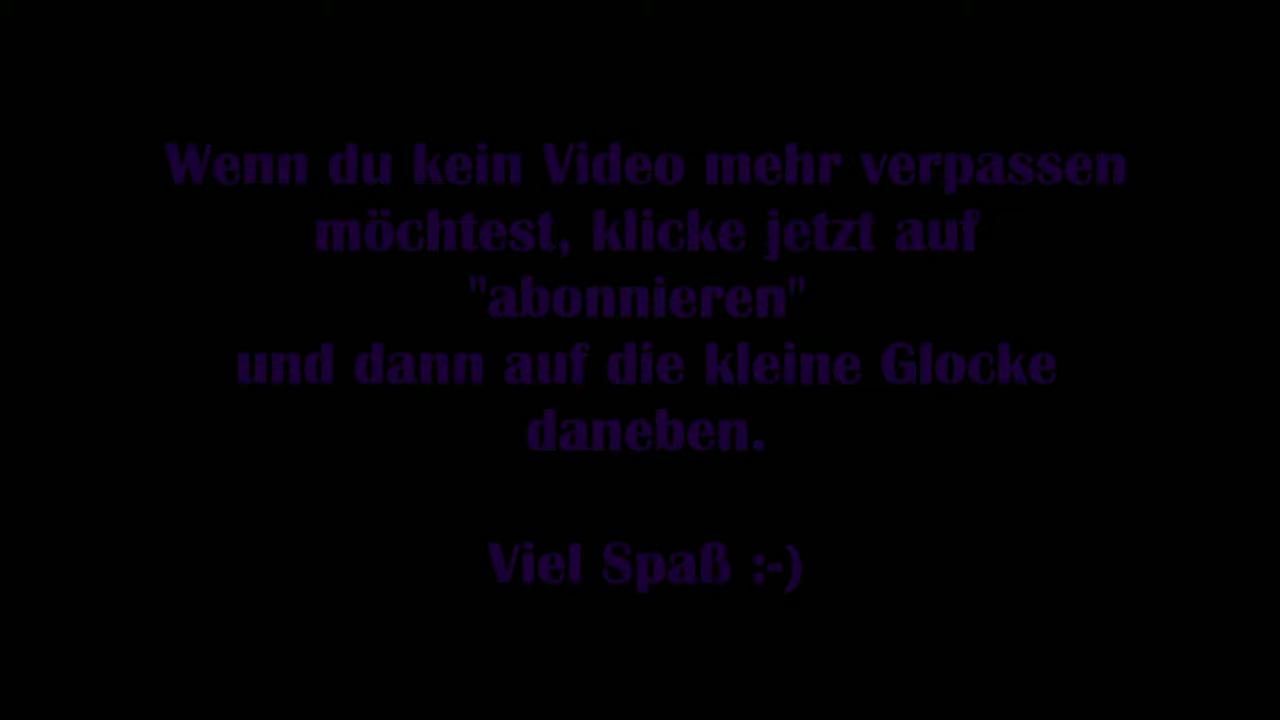 Wenn du kein Video mehr verpassen
möchtest, klicke jetzt auf
"abonnieren"
und dann auf die kleine Glocke
daneben.
Viel Spaß :-)